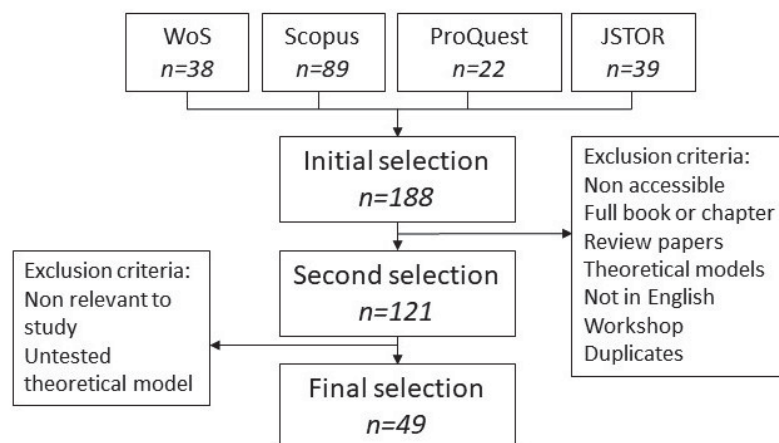 WoS
n=38
Scopus
n=89
ProQuest
n=22
JSTOR
n=39
Initial selection
n=188
Exclusion criteria:
Non accessible
Full book or chapter
Review papers
Theoretical models
Not in English
Workshop
Duplicates
Second selection
n=121
Exclusion criteria:
Non relevant to
study
Untested
theoretical model
Final selection
n=49